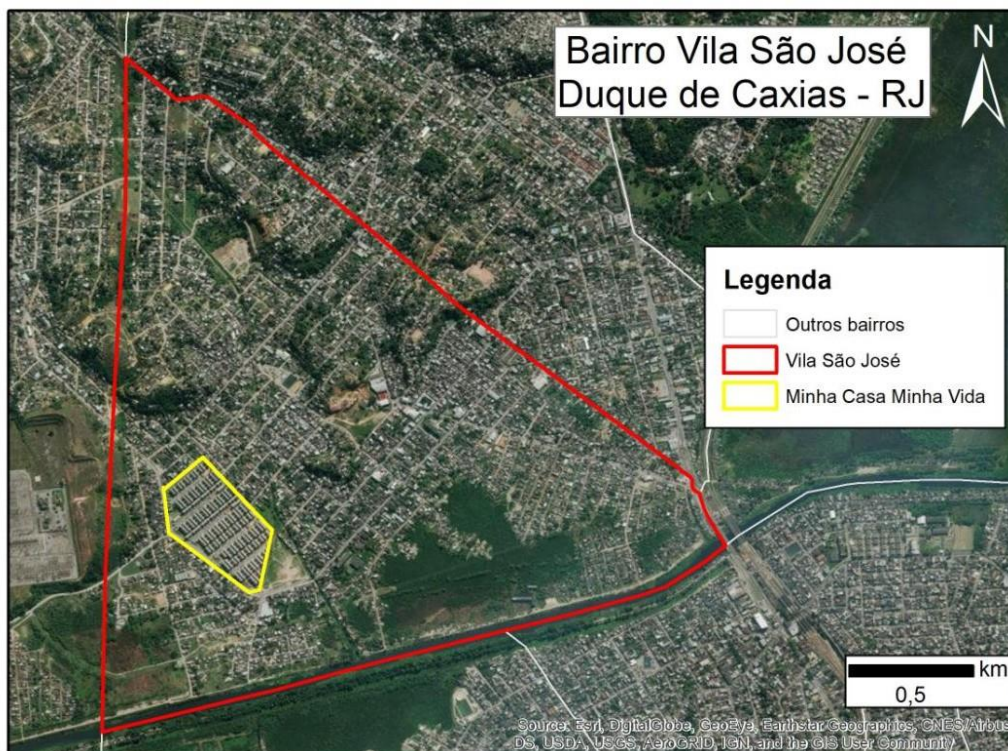 Bairro Vila São José
Duque de Caxias - RJ
N
Legenda
Outros bairros
Vila São José
Minha Casa Minha Vida
km
0,5
Source: Esri, DigitalGlobe, GeoEye, Earthstar Geographics, CNES/Airbus
DS, USDA, USGS, AeroGRID, IGN, and the GIS User Community